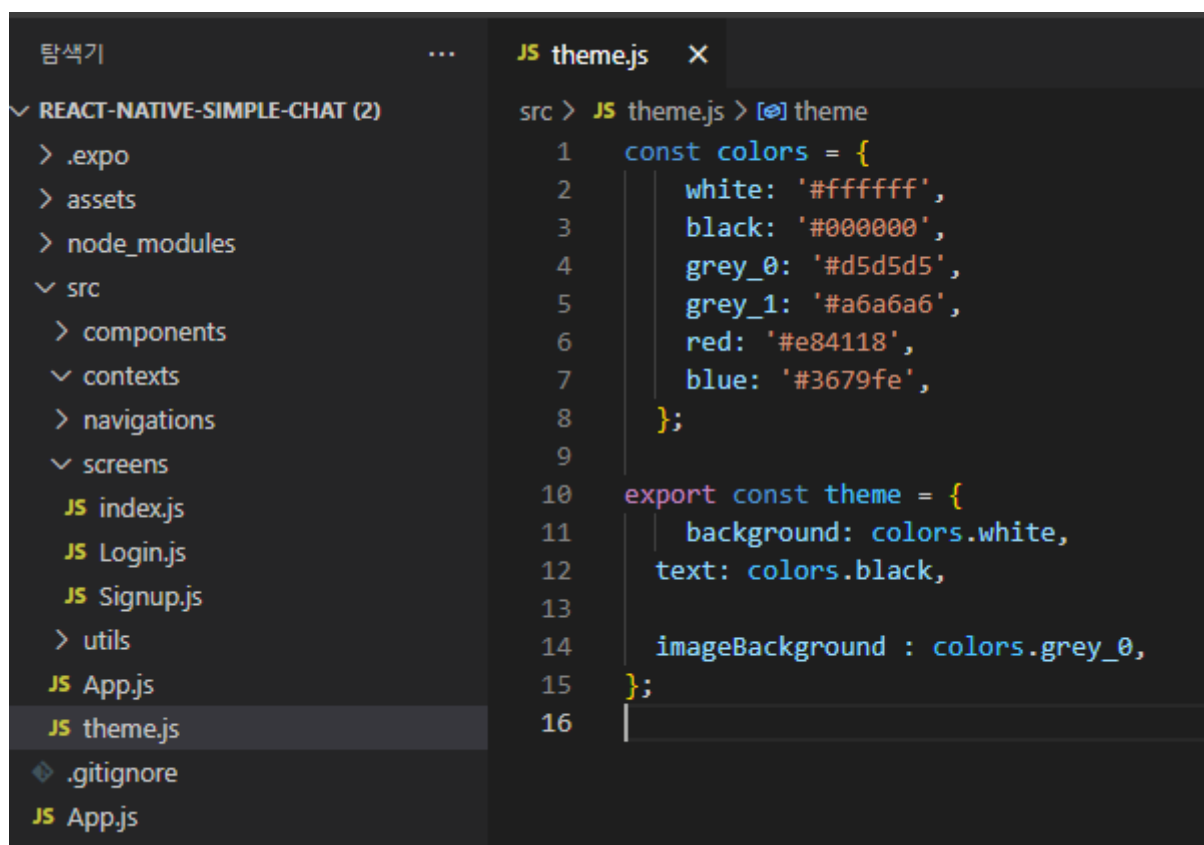 탐색기 ...
REACT-NATIVE-SIMPLE-CHAT (2)
.expo
assets
node_modules
src
components
contexts
navigations
screens
JS index.js
JS Login.js
JS Signup.js
utils
JS App.js
JS theme.js
.gitignore
JS App.js
JS theme.js
src > JS theme.js > theme
1 const colors = {
2 white: '#ffffff',
3 black: '#000000',
4 grey_0: '#d5d5d5',
5 grey_1: '#a6a6a6',
6 red: '#e84118',
7 blue: '#3679fe',
8 };
9
10 export const theme = {
11 background: colors.white,
12 text: colors.black,
13
14 imageBackground : colors.grey_0,
15 };
16